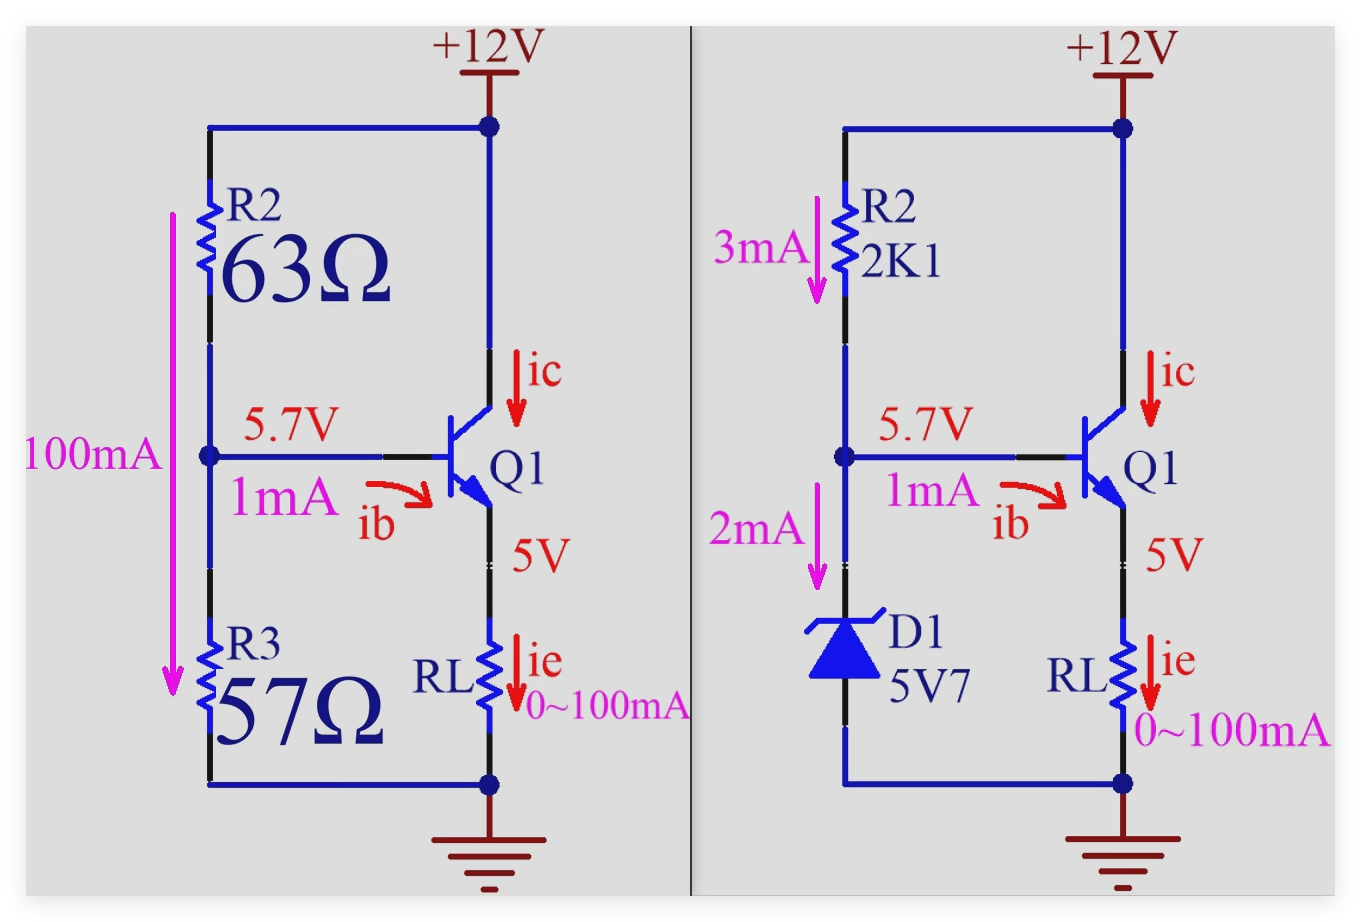 +12V
R2
63Ω
ic
5.7V
100mA
Q1
1mA
ib
5V
R3
57Ω
RL
ie
0~100mA
+12V
R2
3mA
2K1
ic
5.7V
Q1
1mA
2mA
ib
5V
D1
5V7
RL
ie
0~100mA